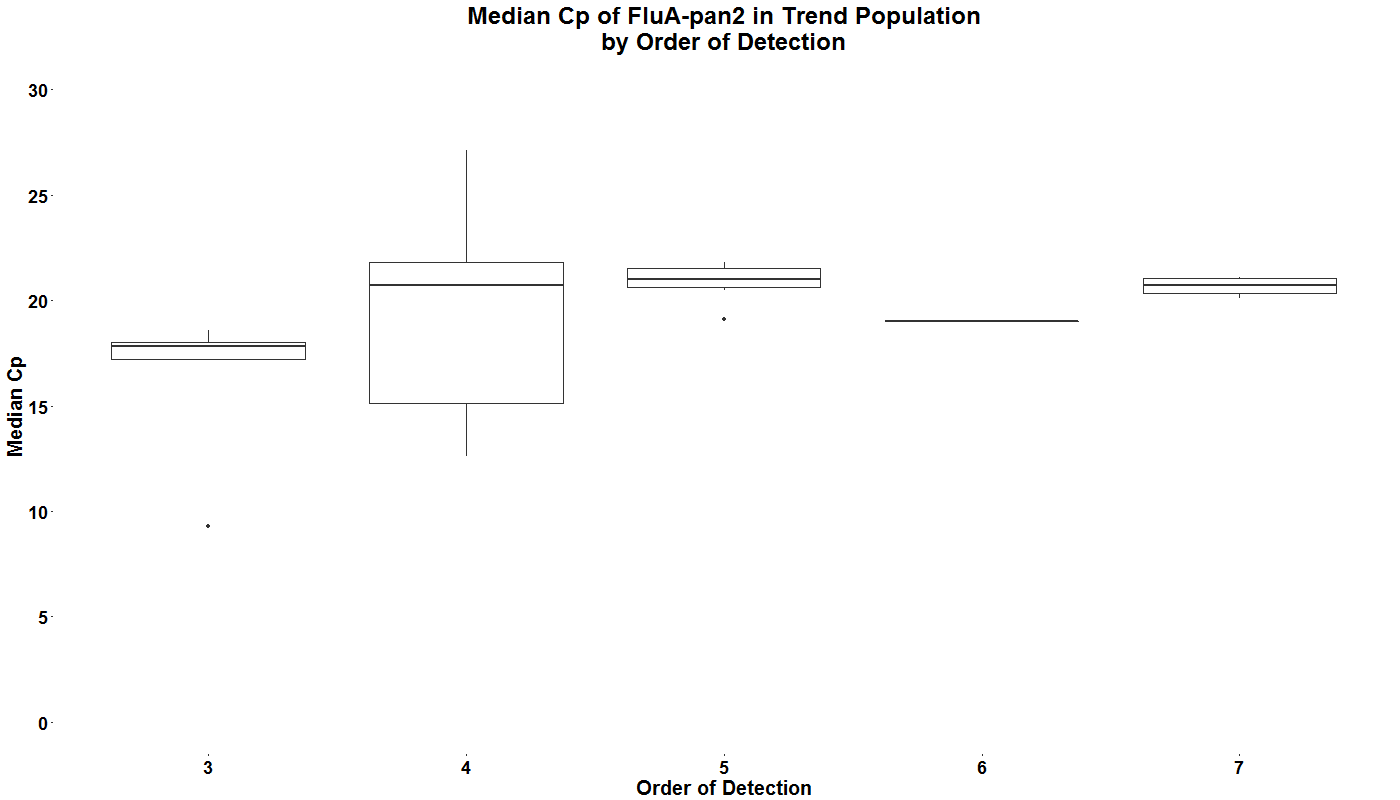 Median Cp of FluA-pan2 in Trend Population
by Order of Detection
30
25
20
15
10
5
0
Median Cp
3 4 5 6 7
Order of Detection